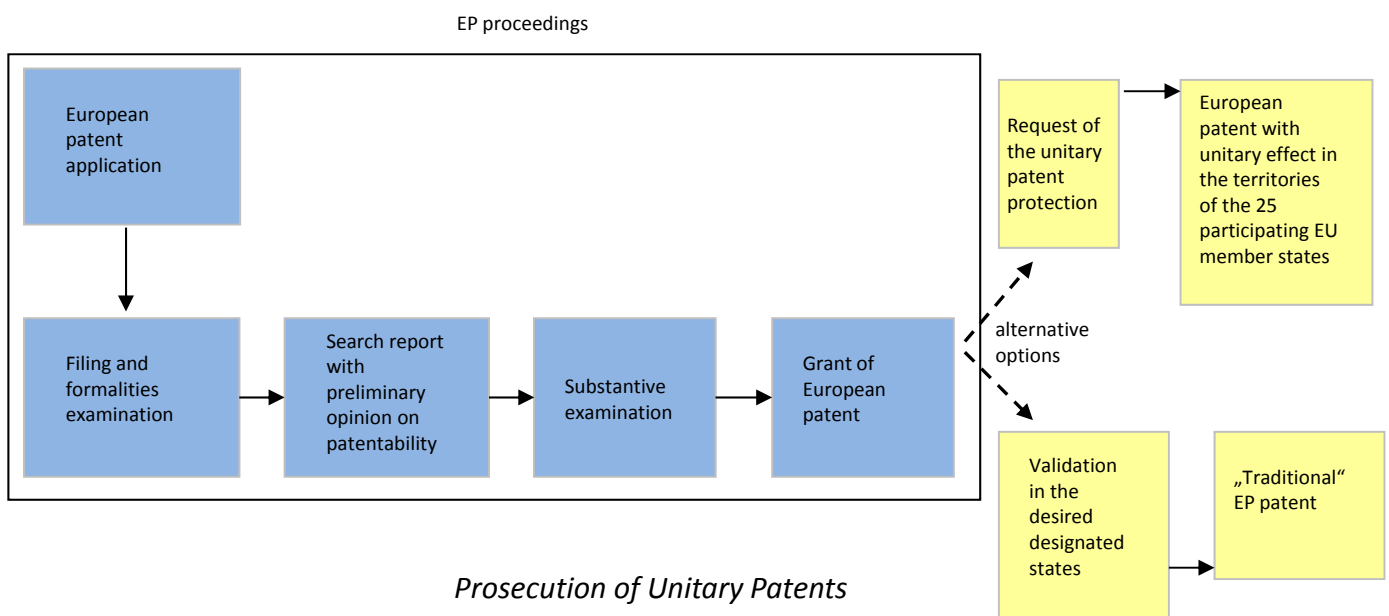 EP proceedings
European
patent
application
Filing and
formalities
examination
Search report
with
preliminary
opinion on
patentability
Substantive
examination
Grant of
European
patent
alternative
options
Request of
the unitary
patent
protection
European
patent with
unitary effect in
the territories
of the 25
participating EU
member states
Validation
in the
desired
designated
states
„Traditional“
EP patent
Prosecution of Unitary Patents